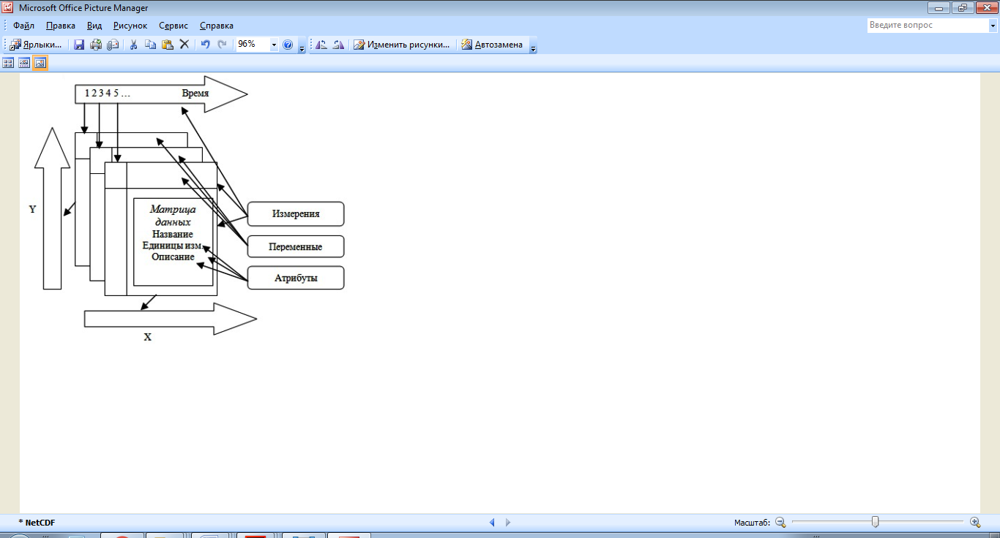 Microsoft Office Picture Manager
Файл Правка Вид Рисунок Сервис Справка
Введите вопрос
Ярлыки... 96% Изменить рисунки... Автозамена
1 2 3 4 5 ... Время
Y
Матрица
данных
Название
Единицы изм.
Описание
Измерения
Переменные
Атрибуты
X
* NetCDF
Масштаб: